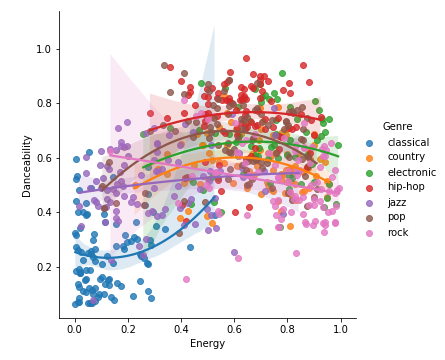 1.0
0.8
0.6
0.4
0.2
Danceability
0.0 0.2 0.4 0.6 0.8 1.0
Energy
Genre
classical
country
electronic
hip-hop
jazz
pop
rock